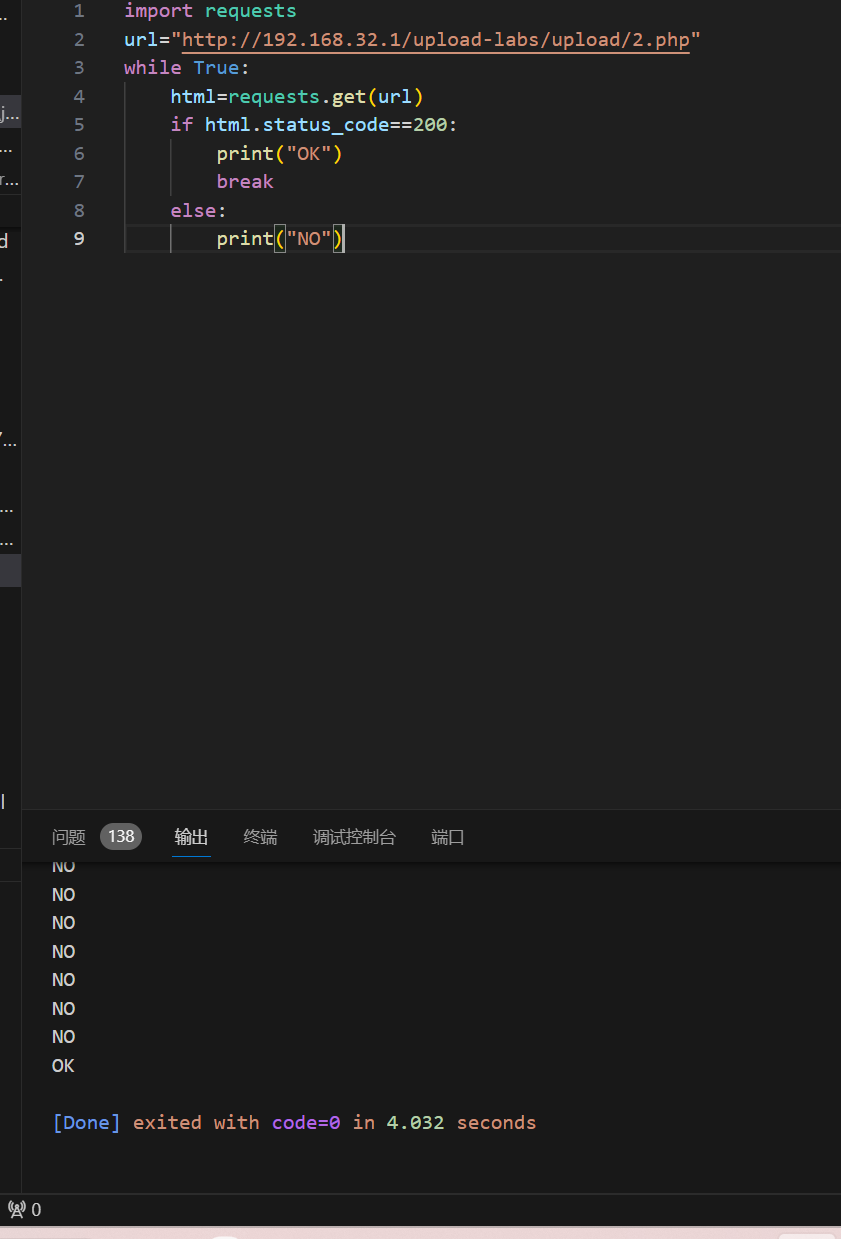 1 import requests
2 url="http://192.168.32.1/upload-labs/upload/2.php"
3 while True:
4     html=requests.get(url)
5     if html.status_code==200:
6         print("OK")
7         break
8     else:
9         print("NO")
问题 138 输出 终端 调试控制台 端口
NO
NO
NO
NO
NO
NO
NO
OK
[Done] exited with code=0 in 4.032 seconds
0